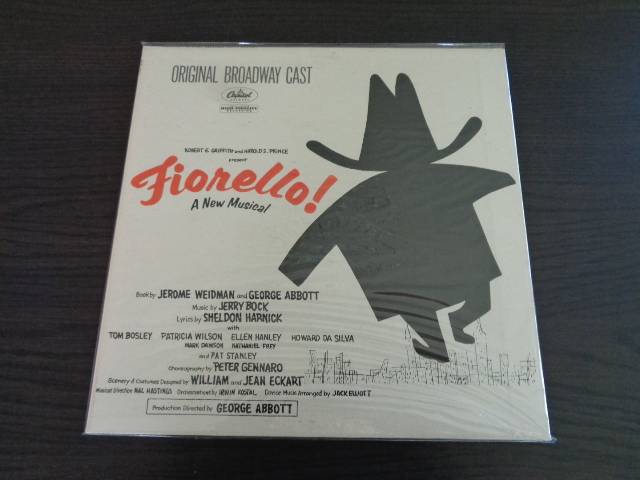 ORIGINAL BROADWAY CAST
Capitol
HIGH FIDELITY
ROBERT E. GRIFFITH and HAROLD S. PRINCE
present
Fiorello!
A New Musical
Book by JEROME WEIDMAN and GEORGE ABBOTT
Music by JERRY BOCK
Lyrics by SHELDON HARNICK
with
TOM BOSLEY PATRICIA WILSON ELLEN HANLEY HOWARD DA SILVA
MARK DAWSON NATHANIEL FREY
and PAT STANLEY
Choreography by PETER GENNARO
Scenery & Costumes Designed by WILLIAM and JEAN ECKART
Musical Direction HAL HASTINGS Orchestrations by IRWIN KOSTAL Dance Music Arranged by JACK ELLIOTT
Production Directed by GEORGE ABBOTT